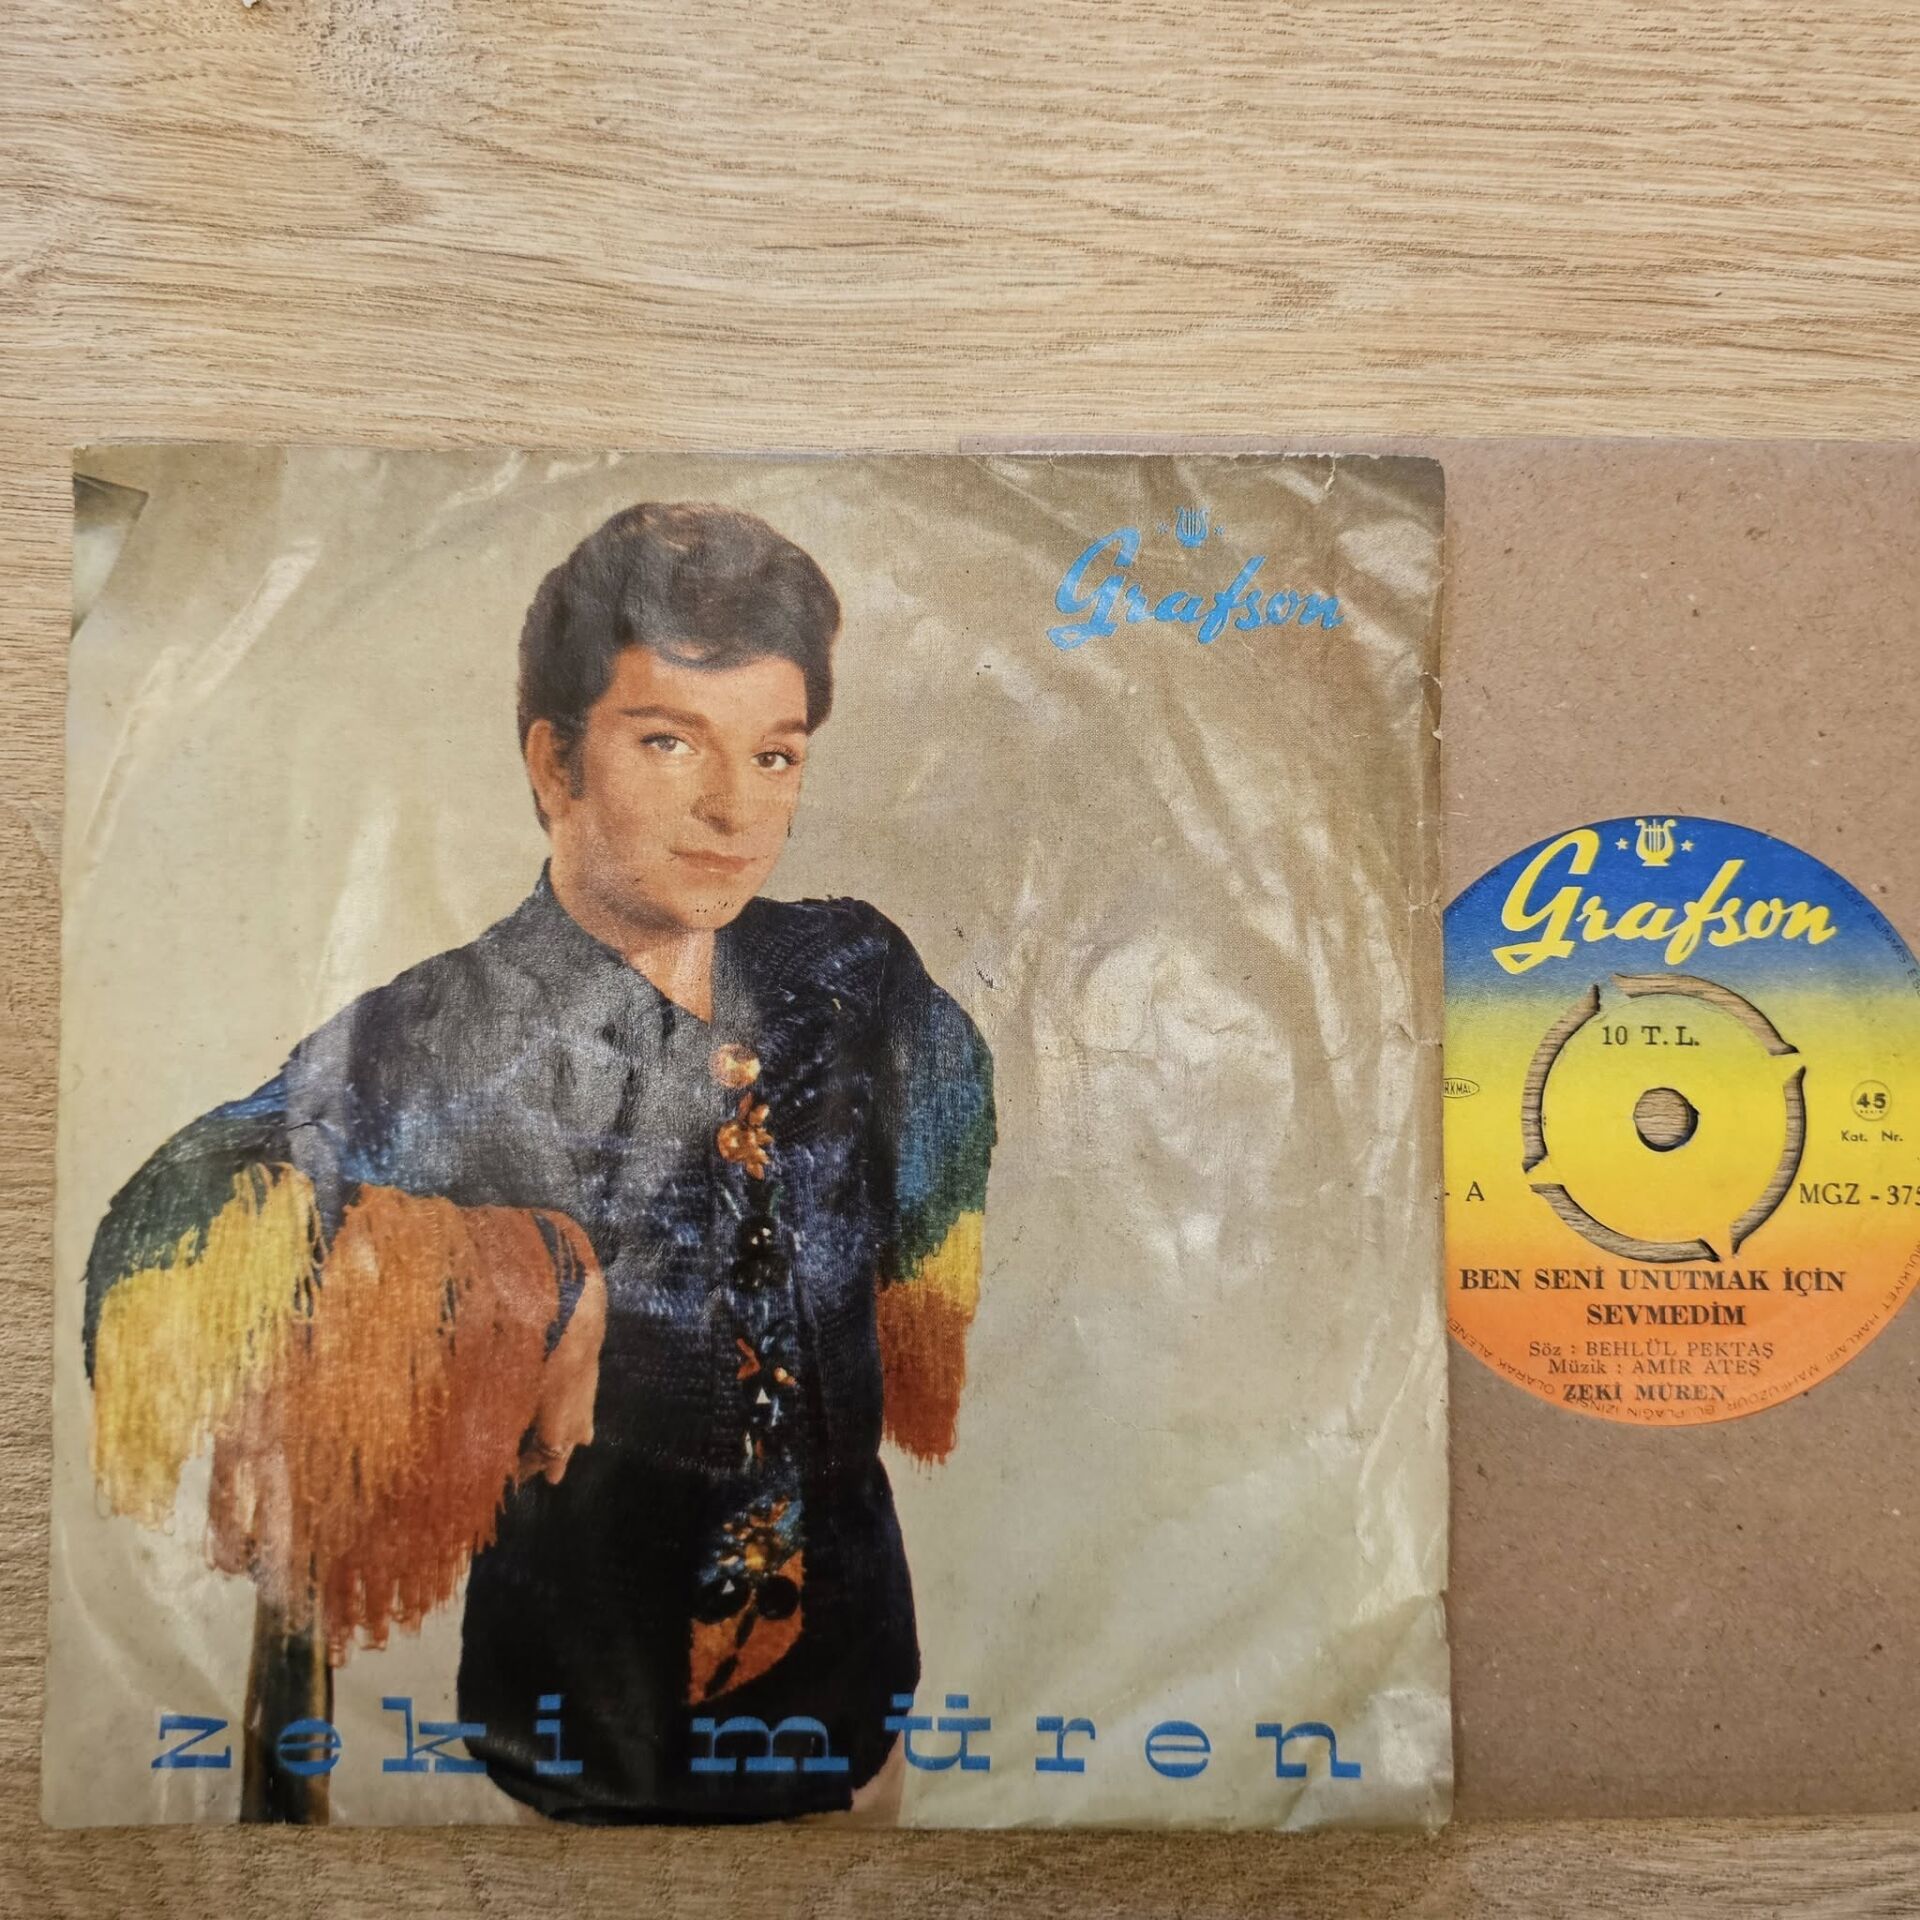 Grafson
zeki müren
Grafson
10 T. L.
45
Kat. Nr.
- A
MGZ - 375
BEN SENİ UNUTMAK İÇİN
SEVMEDİM
Söz : BEHLÜL PEKTAŞ
Müzik : AMİR ATEŞ
ZEKİ MÜREN